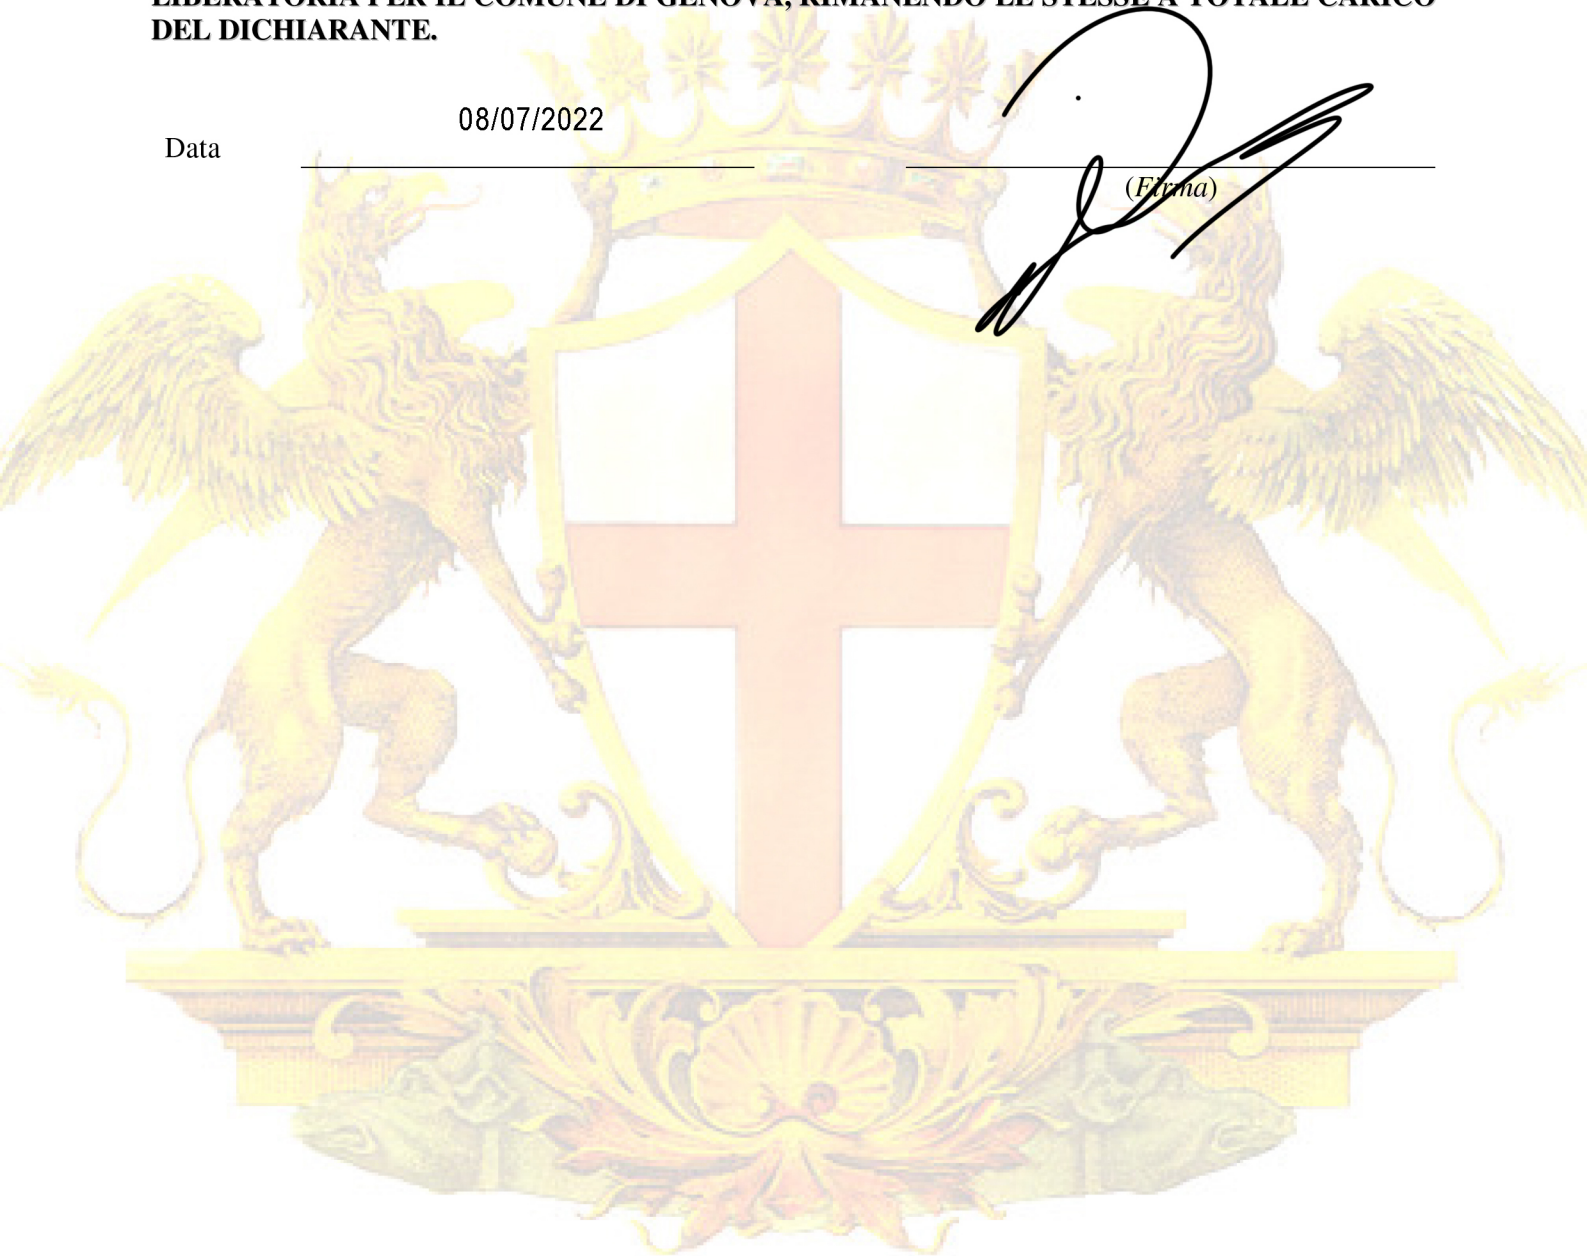 LIBERATORIA PER IL COMUNE DI GENOVA, RIMANENDO LE STESSE A TOTALE CARICO
DEL DICHIARANTE.
08/07/2022
Data
(Firma)